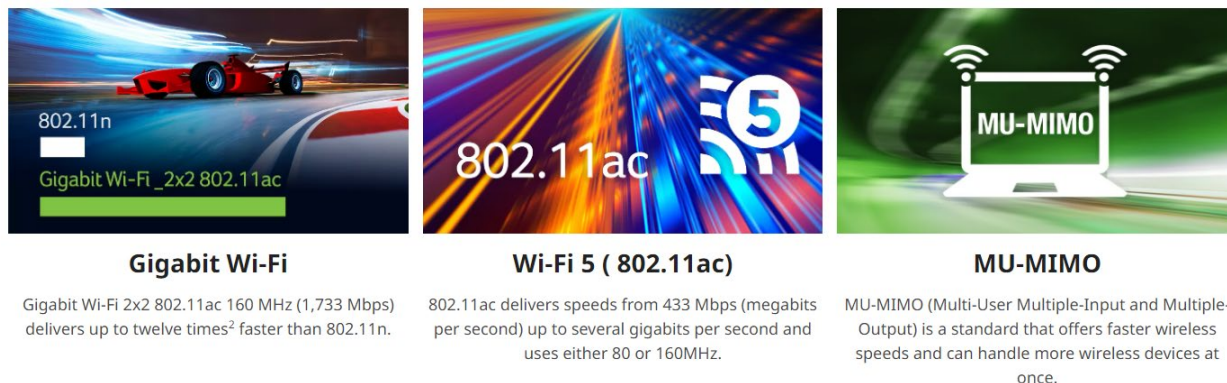 802.11n
Gigabit Wi-Fi _2x2 802.11ac
Gigabit Wi-Fi
Gigabit Wi-Fi 2x2 802.11ac 160 MHz (1,733 Mbps)
delivers up to twelve times² faster than 802.11n.
802.11ac
5
Wi-Fi 5 ( 802.11ac)
802.11ac delivers speeds from 433 Mbps (megabits
per second) up to several gigabits per second and
uses either 80 or 160MHz.
MU-MIMO
MU-MIMO
MU-MIMO (Multi-User Multiple-Input and Multiple-
Output) is a standard that offers faster wireless
speeds and can handle more wireless devices at
once.